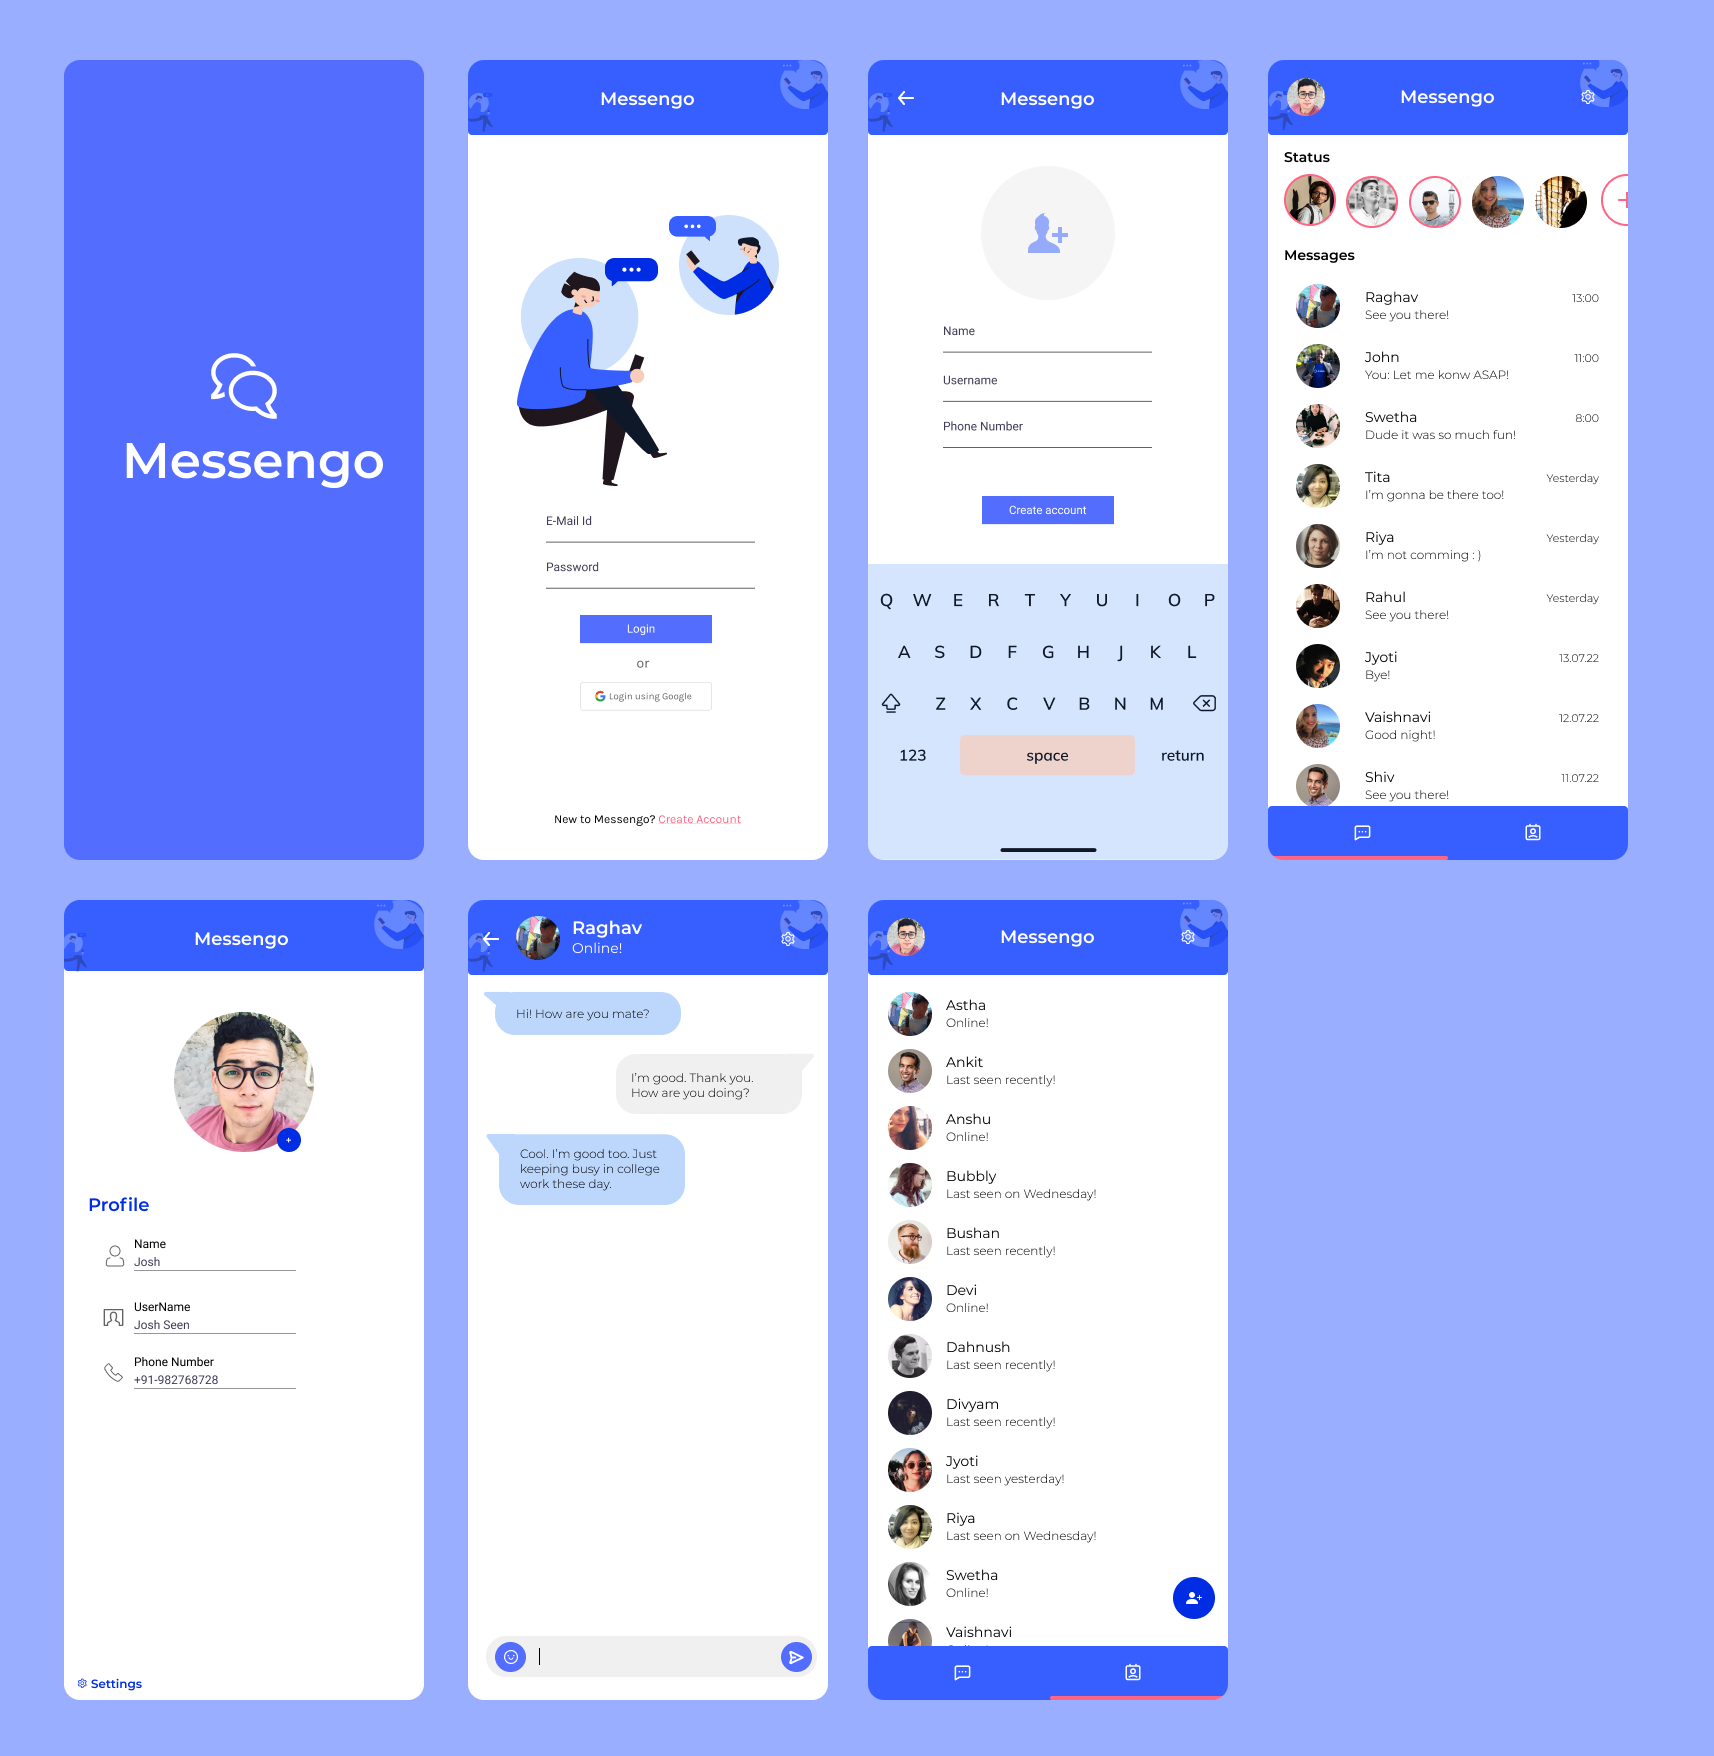 Messengo
Messengo
E-Mail Id
Password
Login
or
Login using Google
New to Messengo? Create Account
Messengo
Name
Username
Phone Number
Create account
Q W E R T Y U I O P
A S D F G H J K L
Z X C V B N M
123 space return
Messengo
Status
Messages
Raghav 13:00
See you there!
John 11:00
You: Let me konw ASAP!
Swetha 8:00
Dude it was so much fun!
Tita Yesterday
I'm gonna be there too!
Riya Yesterday
I'm not comming : )
Rahul Yesterday
See you there!
Jyoti 13.07.22
Bye!
Vaishnavi 12.07.22
Good night!
Shiv 11.07.22
See you there!
Messengo
Profile
Name
Josh
UserName
Josh Seen
Phone Number
+91-982768728
Settings
Raghav
Online!
Hi! How are you mate?
I'm good. Thank you.
How are you doing?
Cool. I'm good too. Just
keeping busy in college
work these day.
Messengo
Astha
Online!
Ankit
Last seen recently!
Anshu
Online!
Bubbly
Last seen on Wednesday!
Bushan
Last seen recently!
Devi
Online!
Dahnush
Last seen recently!
Divyam
Last seen recently!
Jyoti
Last seen yesterday!
Riya
Last seen on Wednesday!
Swetha
Online!
Vaishnavi